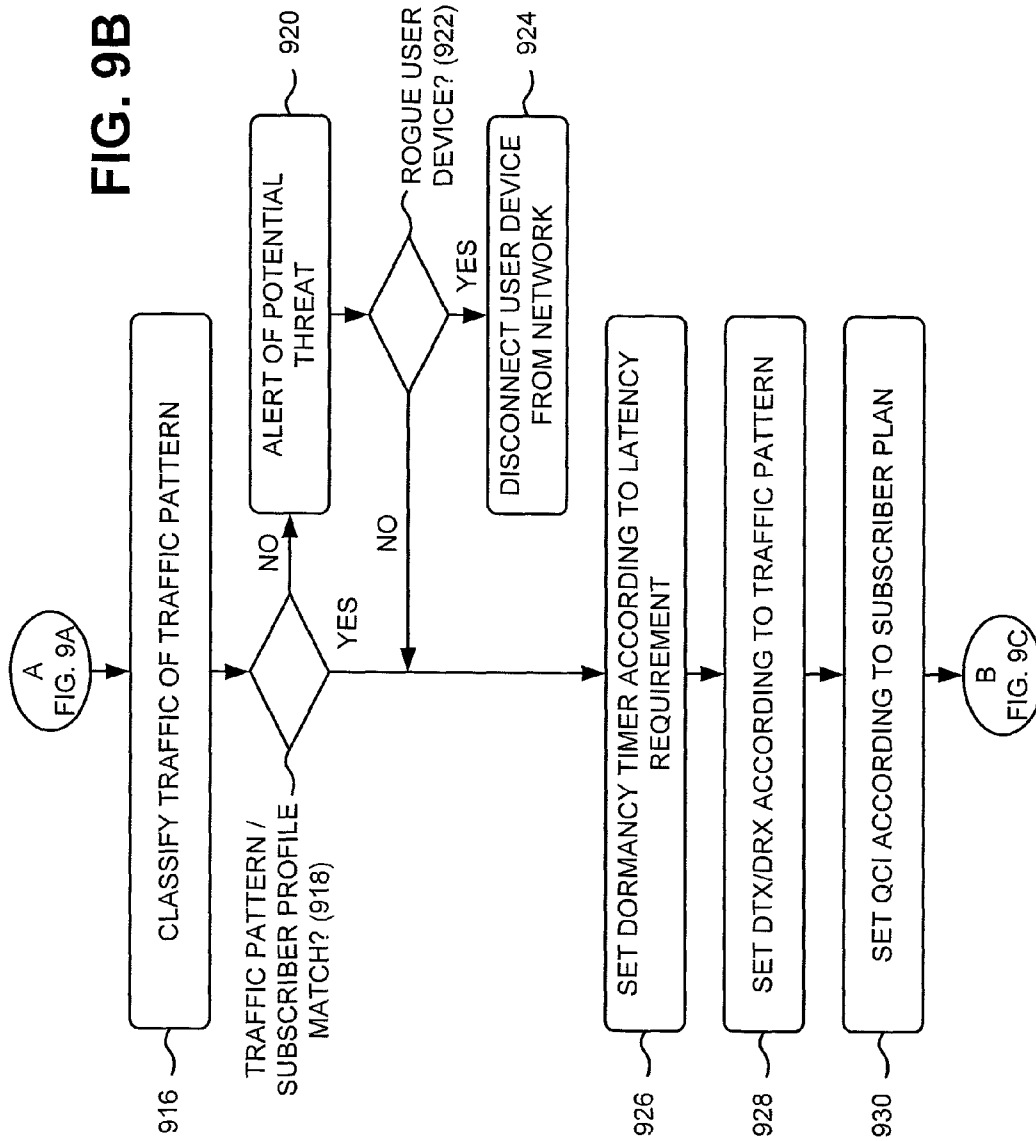 FIG. 9B
A
FIG. 9A
916
CLASSIFY TRAFFIC OF TRAFFIC PATTERN
TRAFFIC PATTERN /
SUBSCRIBER PROFILE
MATCH? (918)
NO
YES
920
ALERT OF POTENTIAL
THREAT
ROGUE USER
DEVICE? (922)
NO
YES
924
DISCONNECT USER DEVICE
FROM NETWORK
926
SET DORMANCY TIMER ACCORDING TO LATENCY
REQUIREMENT
928
SET DTX/DRX ACCORDING TO TRAFFIC PATTERN
930
SET QCI ACCORDING TO SUBSCRIBER PLAN
B
FIG. 9C